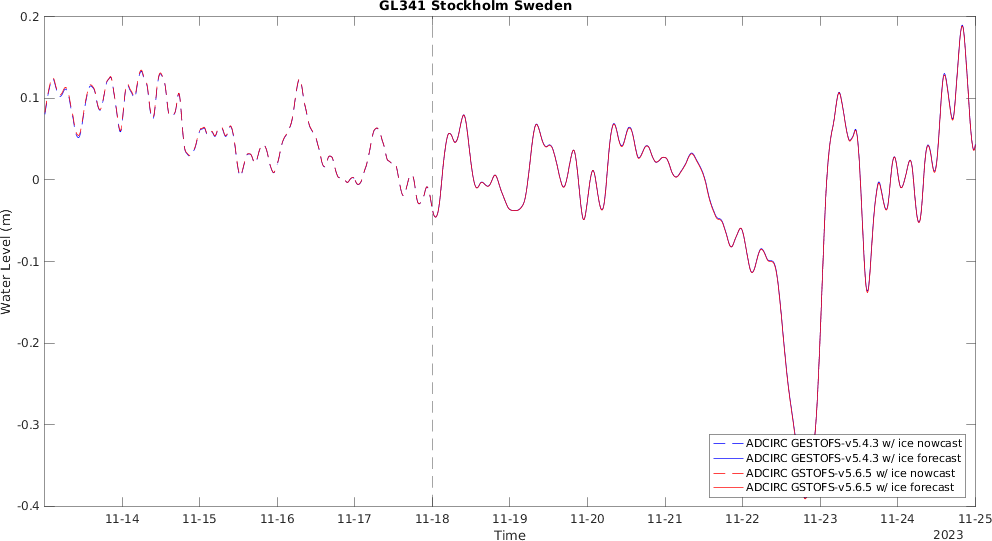 GL341 Stockholm Sweden
0.2
0.1
0
-0.1
-0.2
-0.3
-0.4
Water Level (m)
ADCIRC GESTOFS-v5.4.3 w/ ice nowcast
ADCIRC GESTOFS-v5.4.3 w/ ice forecast
ADCIRC GSTOFS-v5.6.5 w/ ice nowcast
ADCIRC GSTOFS-v5.6.5 w/ ice forecast
11-14 11-15 11-16 11-17 11-18 11-19 11-20 11-21 11-22 11-23 11-24 11-25
Time
2023